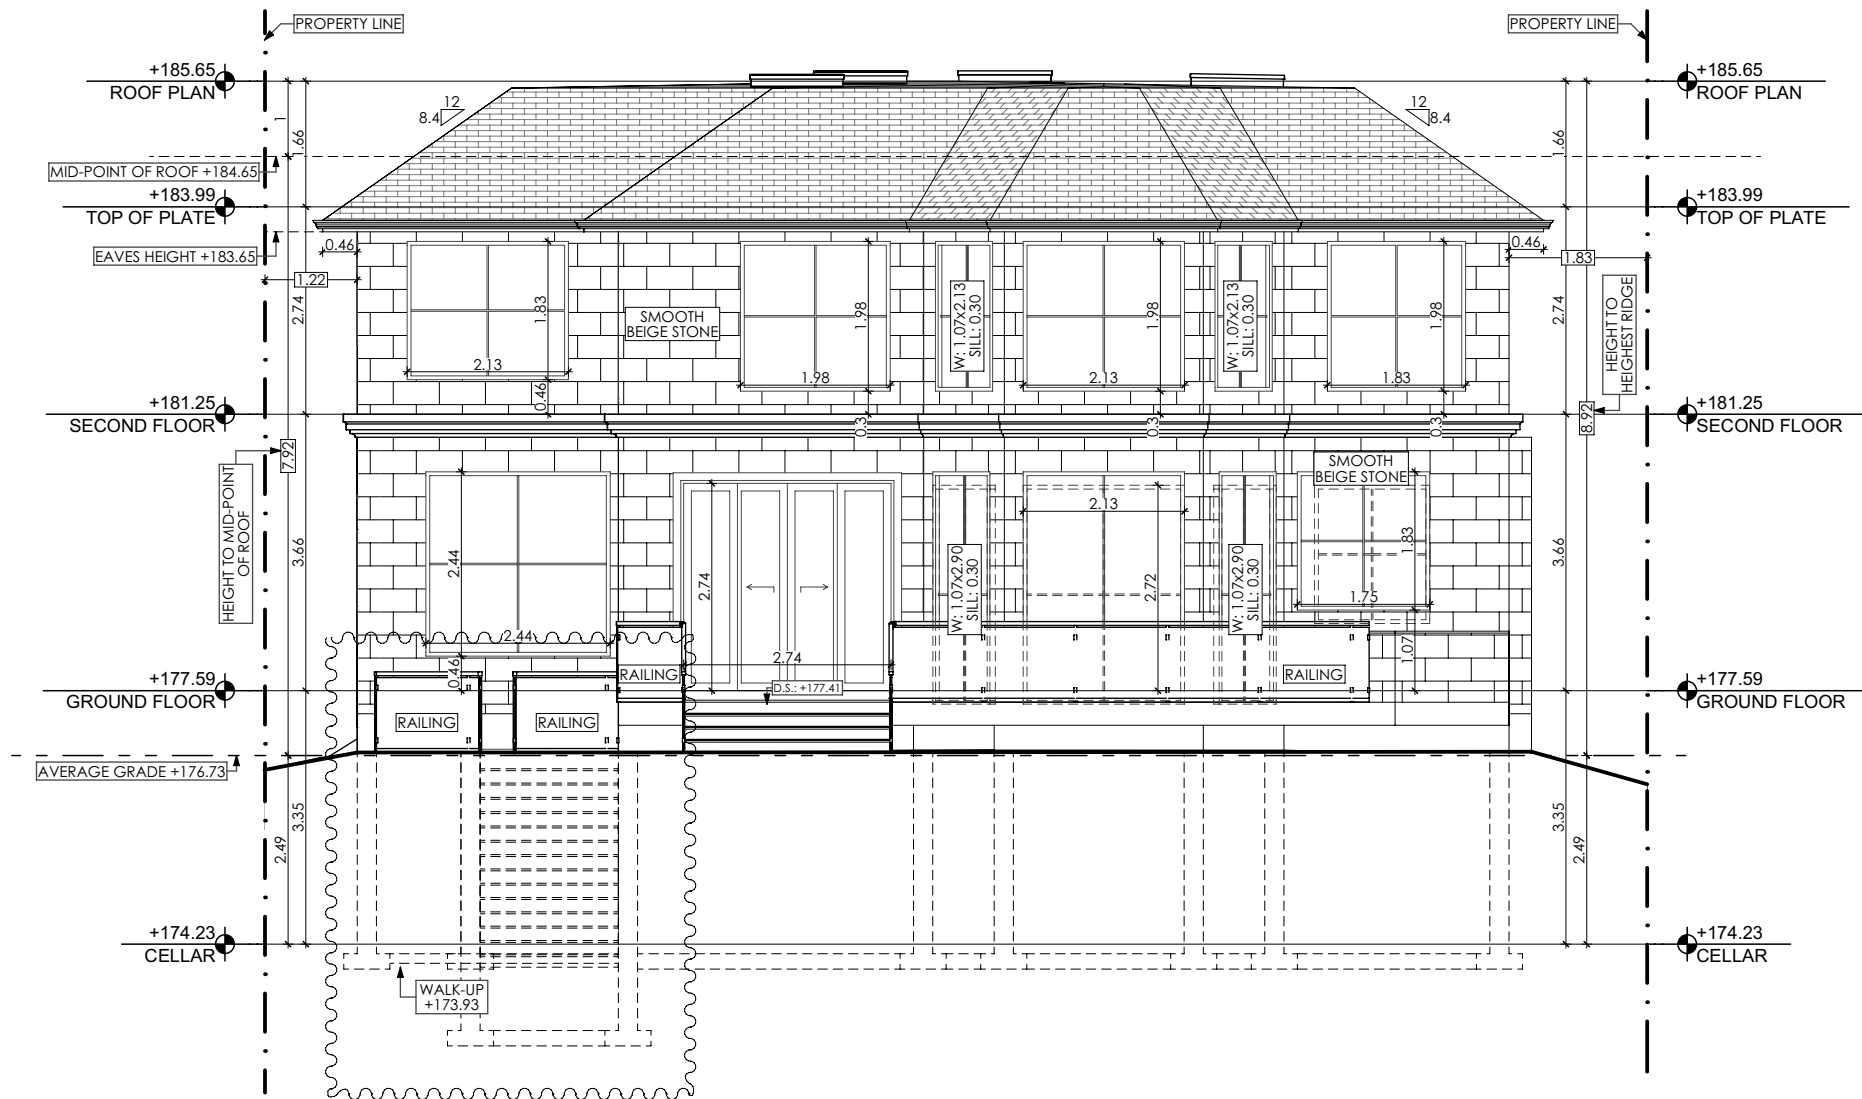 PROPERTY LINE
PROPERTY LINE
+185.65
ROOF PLAN
+185.65
ROOF PLAN
12
8.4
12
8.4
1
1.66
1.66
MID-POINT OF ROOF +184.65
+183.99
TOP OF PLATE
+183.99
TOP OF PLATE
EAVES HEIGHT +183.65
0.46
0.46
1.22
1.83
2.74
2.74
1.83
2.13
0.46
SMOOTH
BEIGE STONE
1.98
1.98
0.3
W: 1.07x2.13
SILL: 0.30
1.98
2.13
0.3
W: 1.07x2.13
SILL: 0.30
1.98
1.83
0.3
HEIGHT TO
HIGHEST RIDGE
8.92
+181.25
SECOND FLOOR
+181.25
SECOND FLOOR
7.92
HEIGHT TO MID-POINT
OF ROOF
3.66
3.66
2.44
2.44
0.46
2.74
2.74
W: 1.07x2.90
SILL: 0.30
2.13
2.72
W: 1.07x2.90
SILL: 0.30
SMOOTH
BEIGE STONE
1.83
1.75
1.07
RAILING
RAILING
D.S.: +177.41
+177.59
GROUND FLOOR
+177.59
GROUND FLOOR
RAILING
RAILING
AVERAGE GRADE +176.73
3.35
2.49
3.35
2.49
+174.23
CELLAR
+174.23
CELLAR
WALK-UP
+173.93